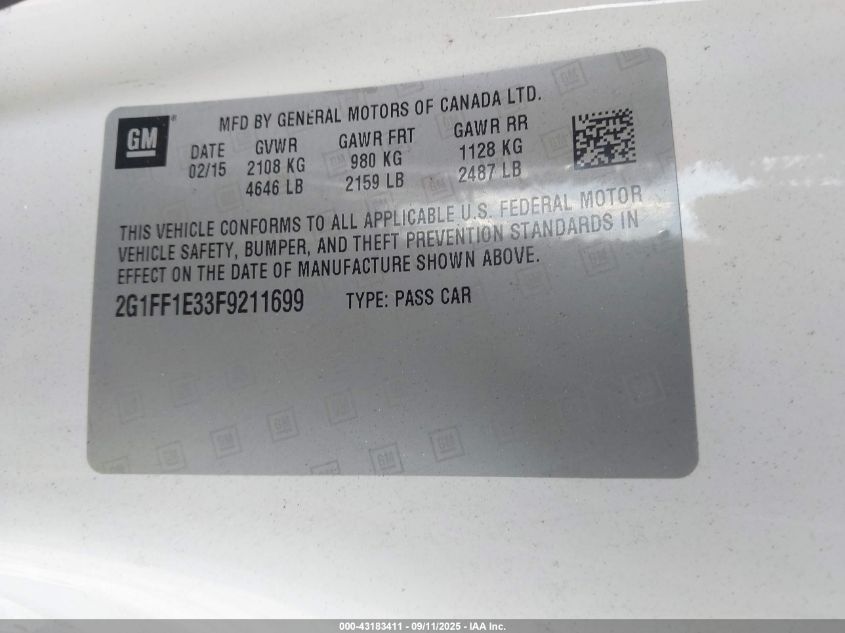 GM ®
MFD BY GENERAL MOTORS OF CANADA LTD.
DATE GVWR GAWR FRT GAWR RR
02/15 2108 KG 980 KG 1128 KG
4646 LB 2159 LB 2487 LB
THIS VEHICLE CONFORMS TO ALL APPLICABLE U.S. FEDERAL MOTOR
VEHICLE SAFETY, BUMPER, AND THEFT PREVENTION STANDARDS IN
EFFECT ON THE DATE OF MANUFACTURE SHOWN ABOVE.
2G1FF1E33F9211699 TYPE: PASS CAR
000-43183411 - 09/11/2025 - IAA Inc.